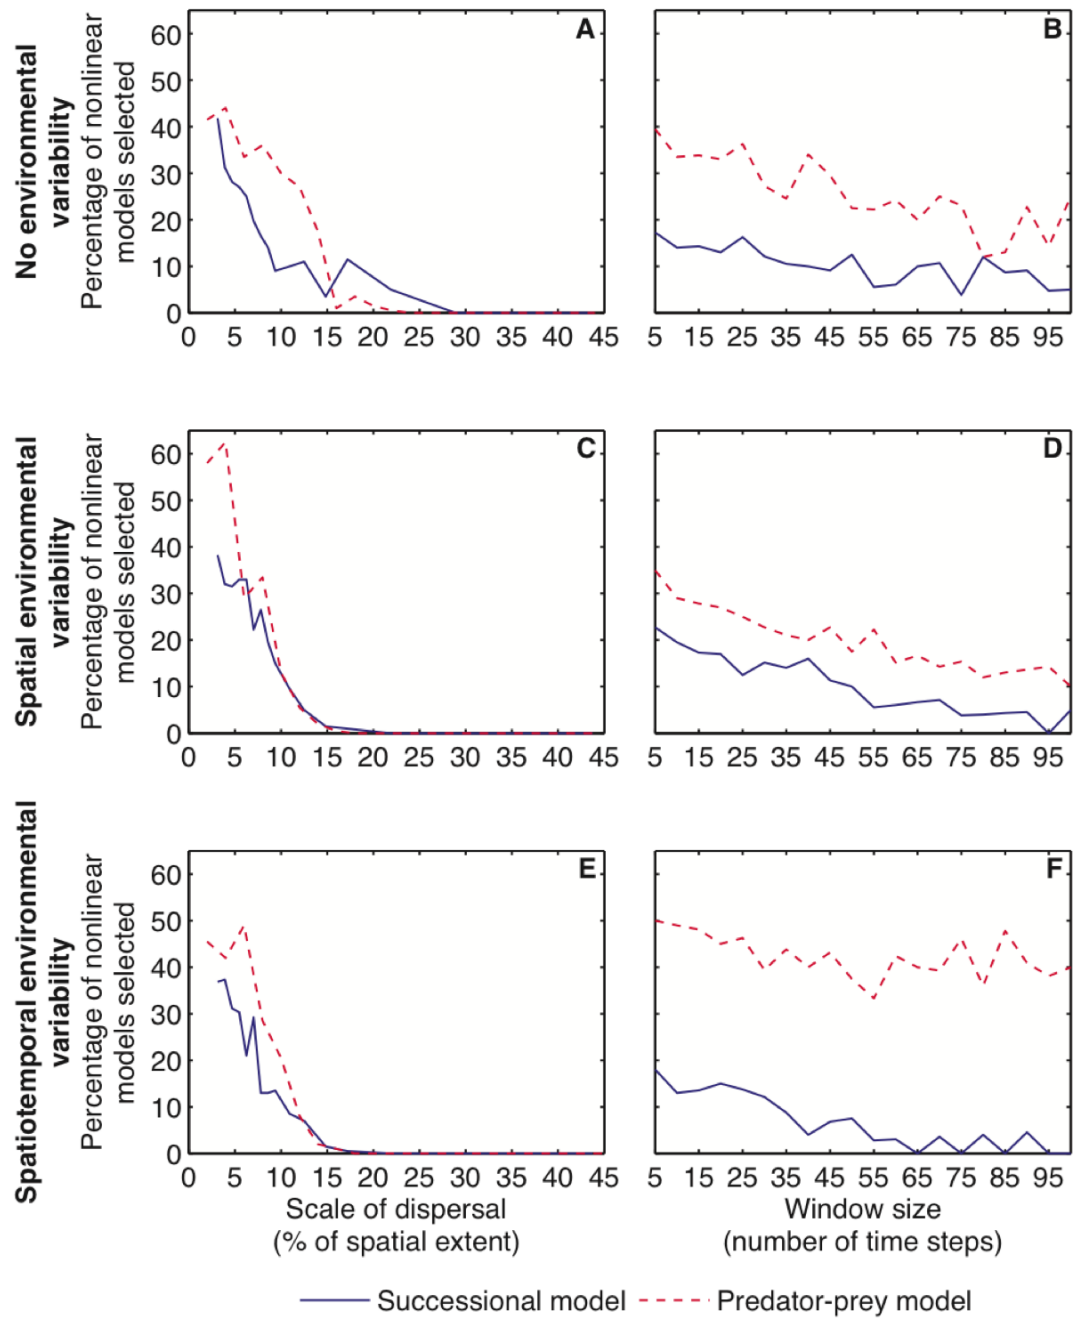 No environmental
variability
Percentage of nonlinear
models selected
60
50
40
30
20
10
0
A
0 5 10 15 20 25 30 35 40 45
B
5 15 25 35 45 55 65 75 85 95
Spatial environmental
variability
Percentage of nonlinear
models selected
60
50
40
30
20
10
0
C
0 5 10 15 20 25 30 35 40 45
D
5 15 25 35 45 55 65 75 85 95
Spatiotemporal environmental
variability
Percentage of nonlinear
models selected
60
50
40
30
20
10
0
E
0 5 10 15 20 25 30 35 40 45
Scale of dispersal
(% of spatial extent)
F
5 15 25 35 45 55 65 75 85 95
Window size
(number of time steps)
Successional model
Predator-prey model